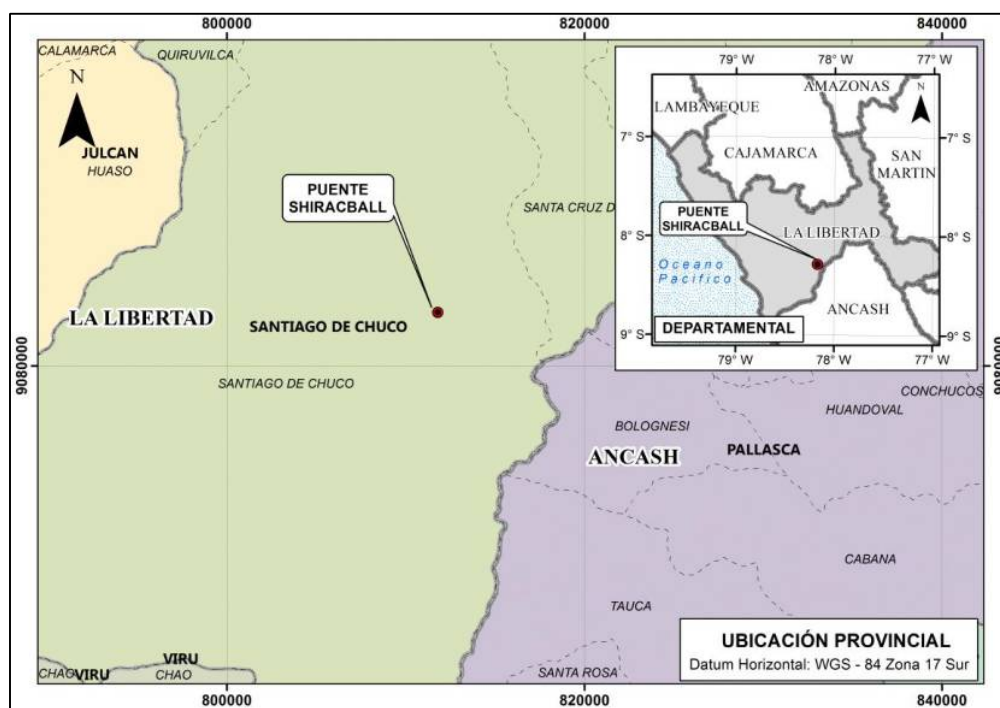 800000
820000
840000
CALAMARCA
QUIRUVILCA
N
JULCAN
HUASO
PUENTE
SHIRACBALL
SANTA CRUZ D
LA LIBERTAD
SANTIAGO DE CHUCO
SANTIAGO DE CHUCO
9080000
9080000
ANCASH
BOLOGNESI
PALLASCA
HUANDOVAL
CONCHUCOS
CABANA
TAUCA
SANTA ROSA
VIRU
CHAO
VIRU
CHAO
79° W
78° W
77° W
N
AMAZONAS
LAMBAYEQUE
7° S
7° S
CAJAMARCA
SAN
MARTIN
PUENTE
SHIRACBALL
LA LIBERTAD
8° S
8° S
Oceano
Pacifico
ANCASH
9° S
9° S
DEPARTAMENTAL
79° W
78° W
77° W
UBICACIÓN PROVINCIAL
Datum Horizontal: WGS - 84 Zona 17 Sur
800000
820000
840000